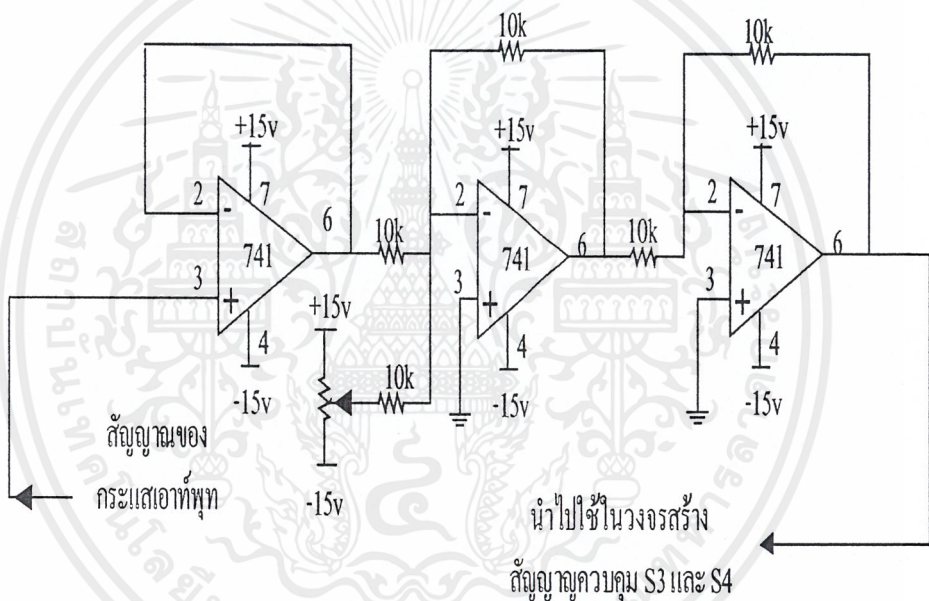 10k
10k
+15v
+15v
+15v
2
7
-
6
741
3
+
4
-15v
10k
2
7
-
6
741
3
+
4
-15v
10k
2
7
-
6
741
3
+
4
-15v
+15v
10k
-15v
สัญญาณของ
กระแสเอาท์พุท
นำไปใช้ในวงจรสร้าง
สัญญาญควบคุม S3 และ S4